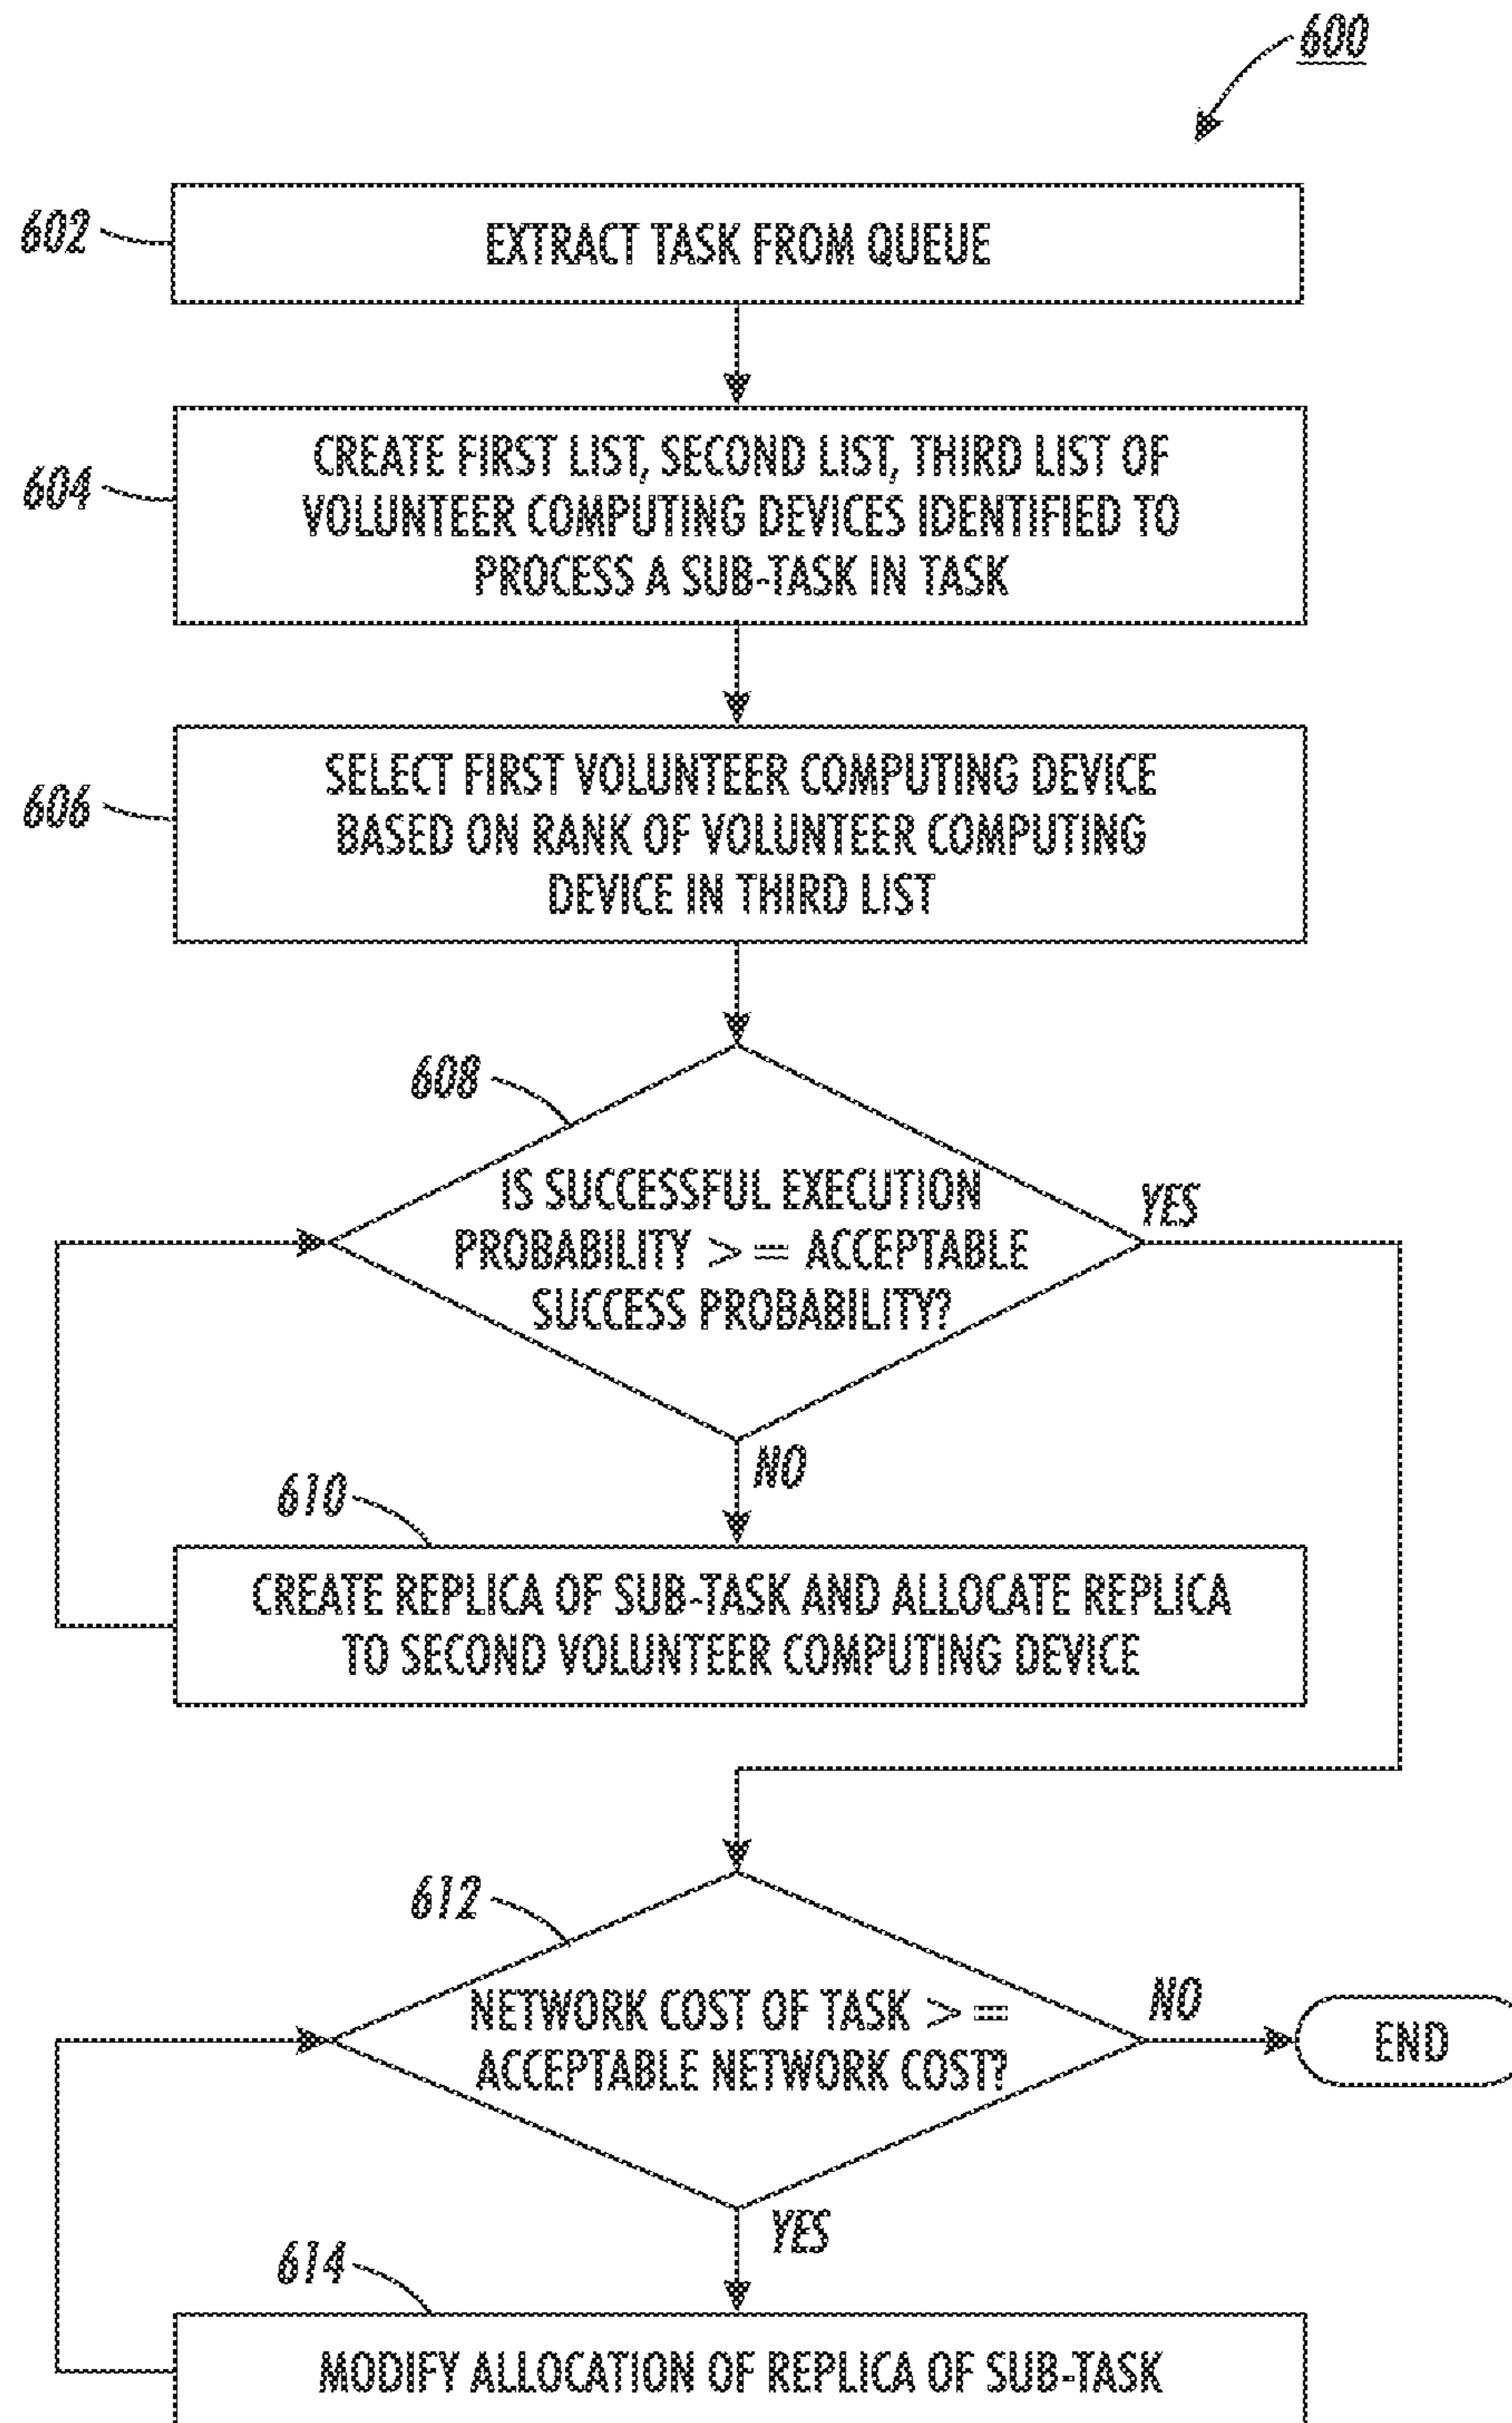 600
602
EXTRACT TASK FROM QUEUE
604
CREATE FIRST LIST, SECOND LIST, THIRD LIST OF
VOLUNTEER COMPUTING DEVICES IDENTIFIED TO
PROCESS A SUB-TASK IN TASK
606
SELECT FIRST VOLUNTEER COMPUTING DEVICE
BASED ON RANK OF VOLUNTEER COMPUTING
DEVICE IN THIRD LIST
608
IS SUCCESSFUL EXECUTION
PROBABILITY > = ACCEPTABLE
SUCCESS PROBABILITY?
YES
NO
610
CREATE REPLICA OF SUB-TASK AND ALLOCATE REPLICA
TO SECOND VOLUNTEER COMPUTING DEVICE
612
NETWORK COST OF TASK > =
ACCEPTABLE NETWORK COST?
NO
END
YES
614
MODIFY ALLOCATION OF REPLICA OF SUB-TASK